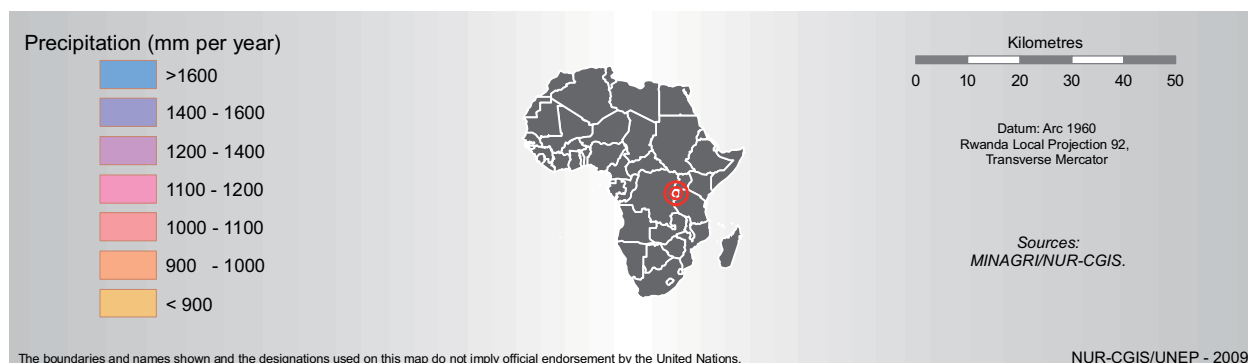 Precipitation (mm per year)
>1600
1400 - 1600
1200 - 1400
1100 - 1200
1000 - 1100
900 - 1000
< 900
Kilometres
0 10 20 30 40 50
Datum: Arc 1960
Rwanda Local Projection 92,
Transverse Mercator
Sources:
MINAGRI/NUR-CGIS.
The boundaries and names shown and the designations used on this map do not imply official endorsement by the United Nations.
NUR-CGIS/UNEP - 2009